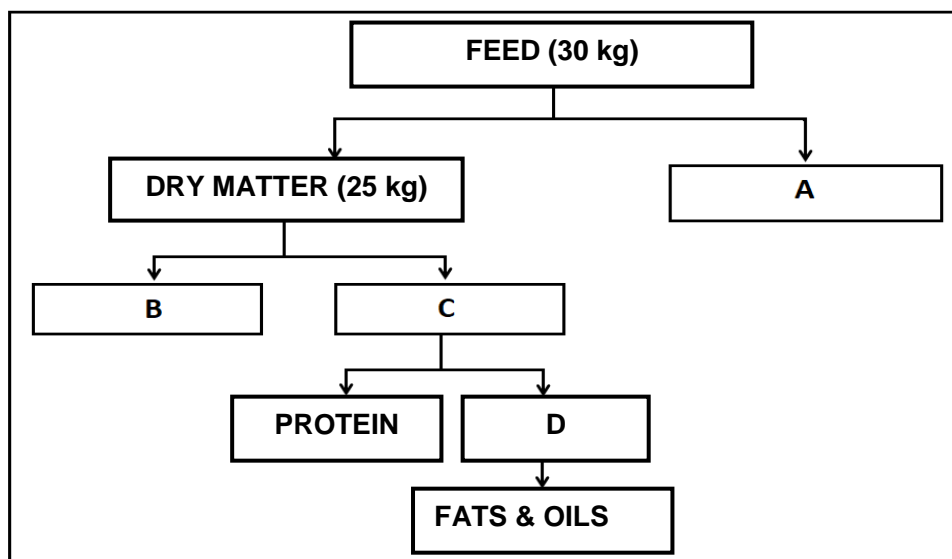 FEED (30 kg)
DRY MATTER (25 kg)
A
B
C
PROTEIN
D
FATS & OILS